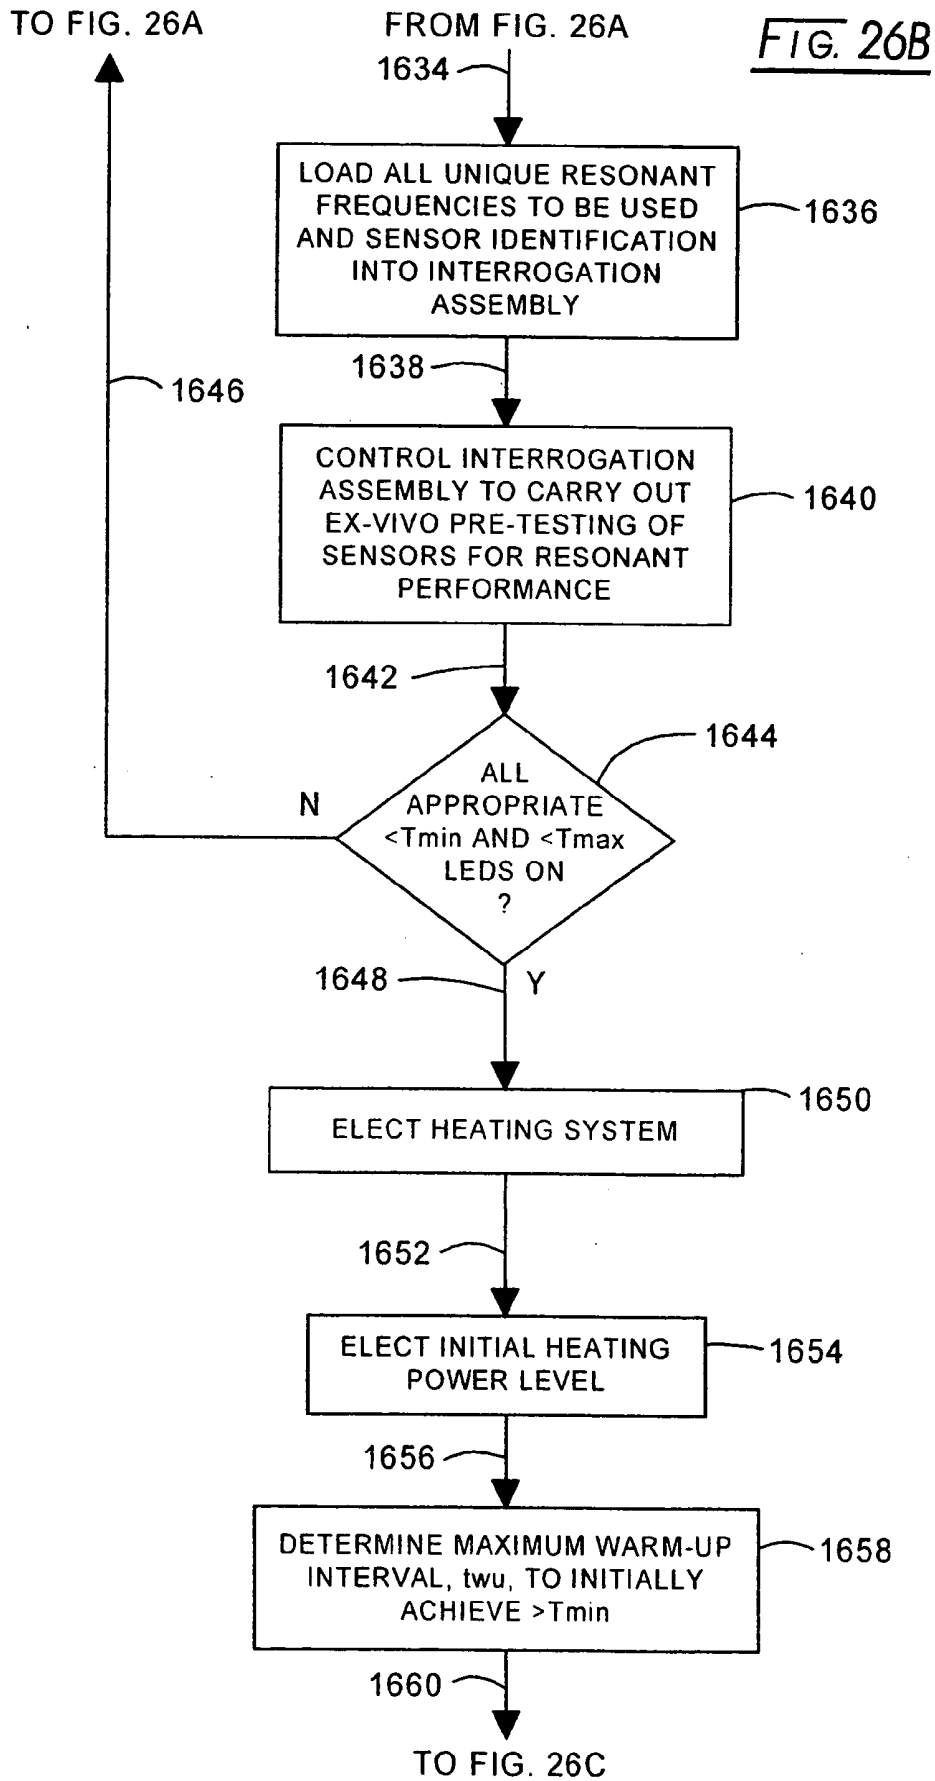 TO FIG. 26A
FROM FIG. 26A
FIG. 26B
1634
LOAD ALL UNIQUE RESONANT
FREQUENCIES TO BE USED
AND SENSOR IDENTIFICATION
INTO INTERROGATION
ASSEMBLY
1636
1638
1646
CONTROL INTERROGATION
ASSEMBLY TO CARRY OUT
EX-VIVO PRE-TESTING OF
SENSORS FOR RESONANT
PERFORMANCE
1640
1642
1644
ALL
APPROPRIATE
<Tmin AND <Tmax
LEDS ON
?
N
1648
Y
1650
ELECT HEATING SYSTEM
1652
ELECT INITIAL HEATING
POWER LEVEL
1654
1656
DETERMINE MAXIMUM WARM-UP
INTERVAL, twu, TO INITIALLY
ACHIEVE >Tmin
1658
1660
TO FIG. 26C